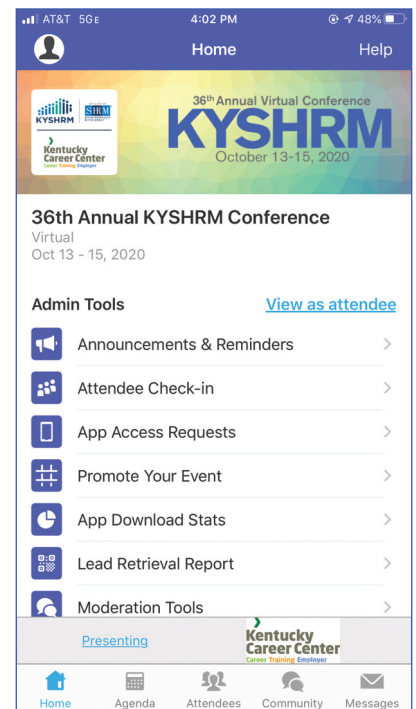 AT&T 5GE 4:02 PM 48%
Home Help
36th Annual Virtual Conference
KYSHRM
October 13-15, 2020
KYSHRM
SHRM
Kentucky
Career Center
Career Training Employer
36th Annual KYSHRM Conference
Virtual
Oct 13 - 15, 2020
Admin Tools View as attendee
Announcements & Reminders
Attendee Check-in
App Access Requests
Promote Your Event
App Download Stats
Lead Retrieval Report
Moderation Tools
Presenting
Kentucky
Career Center
Career Training Employer
Home Agenda Attendees Community Messages